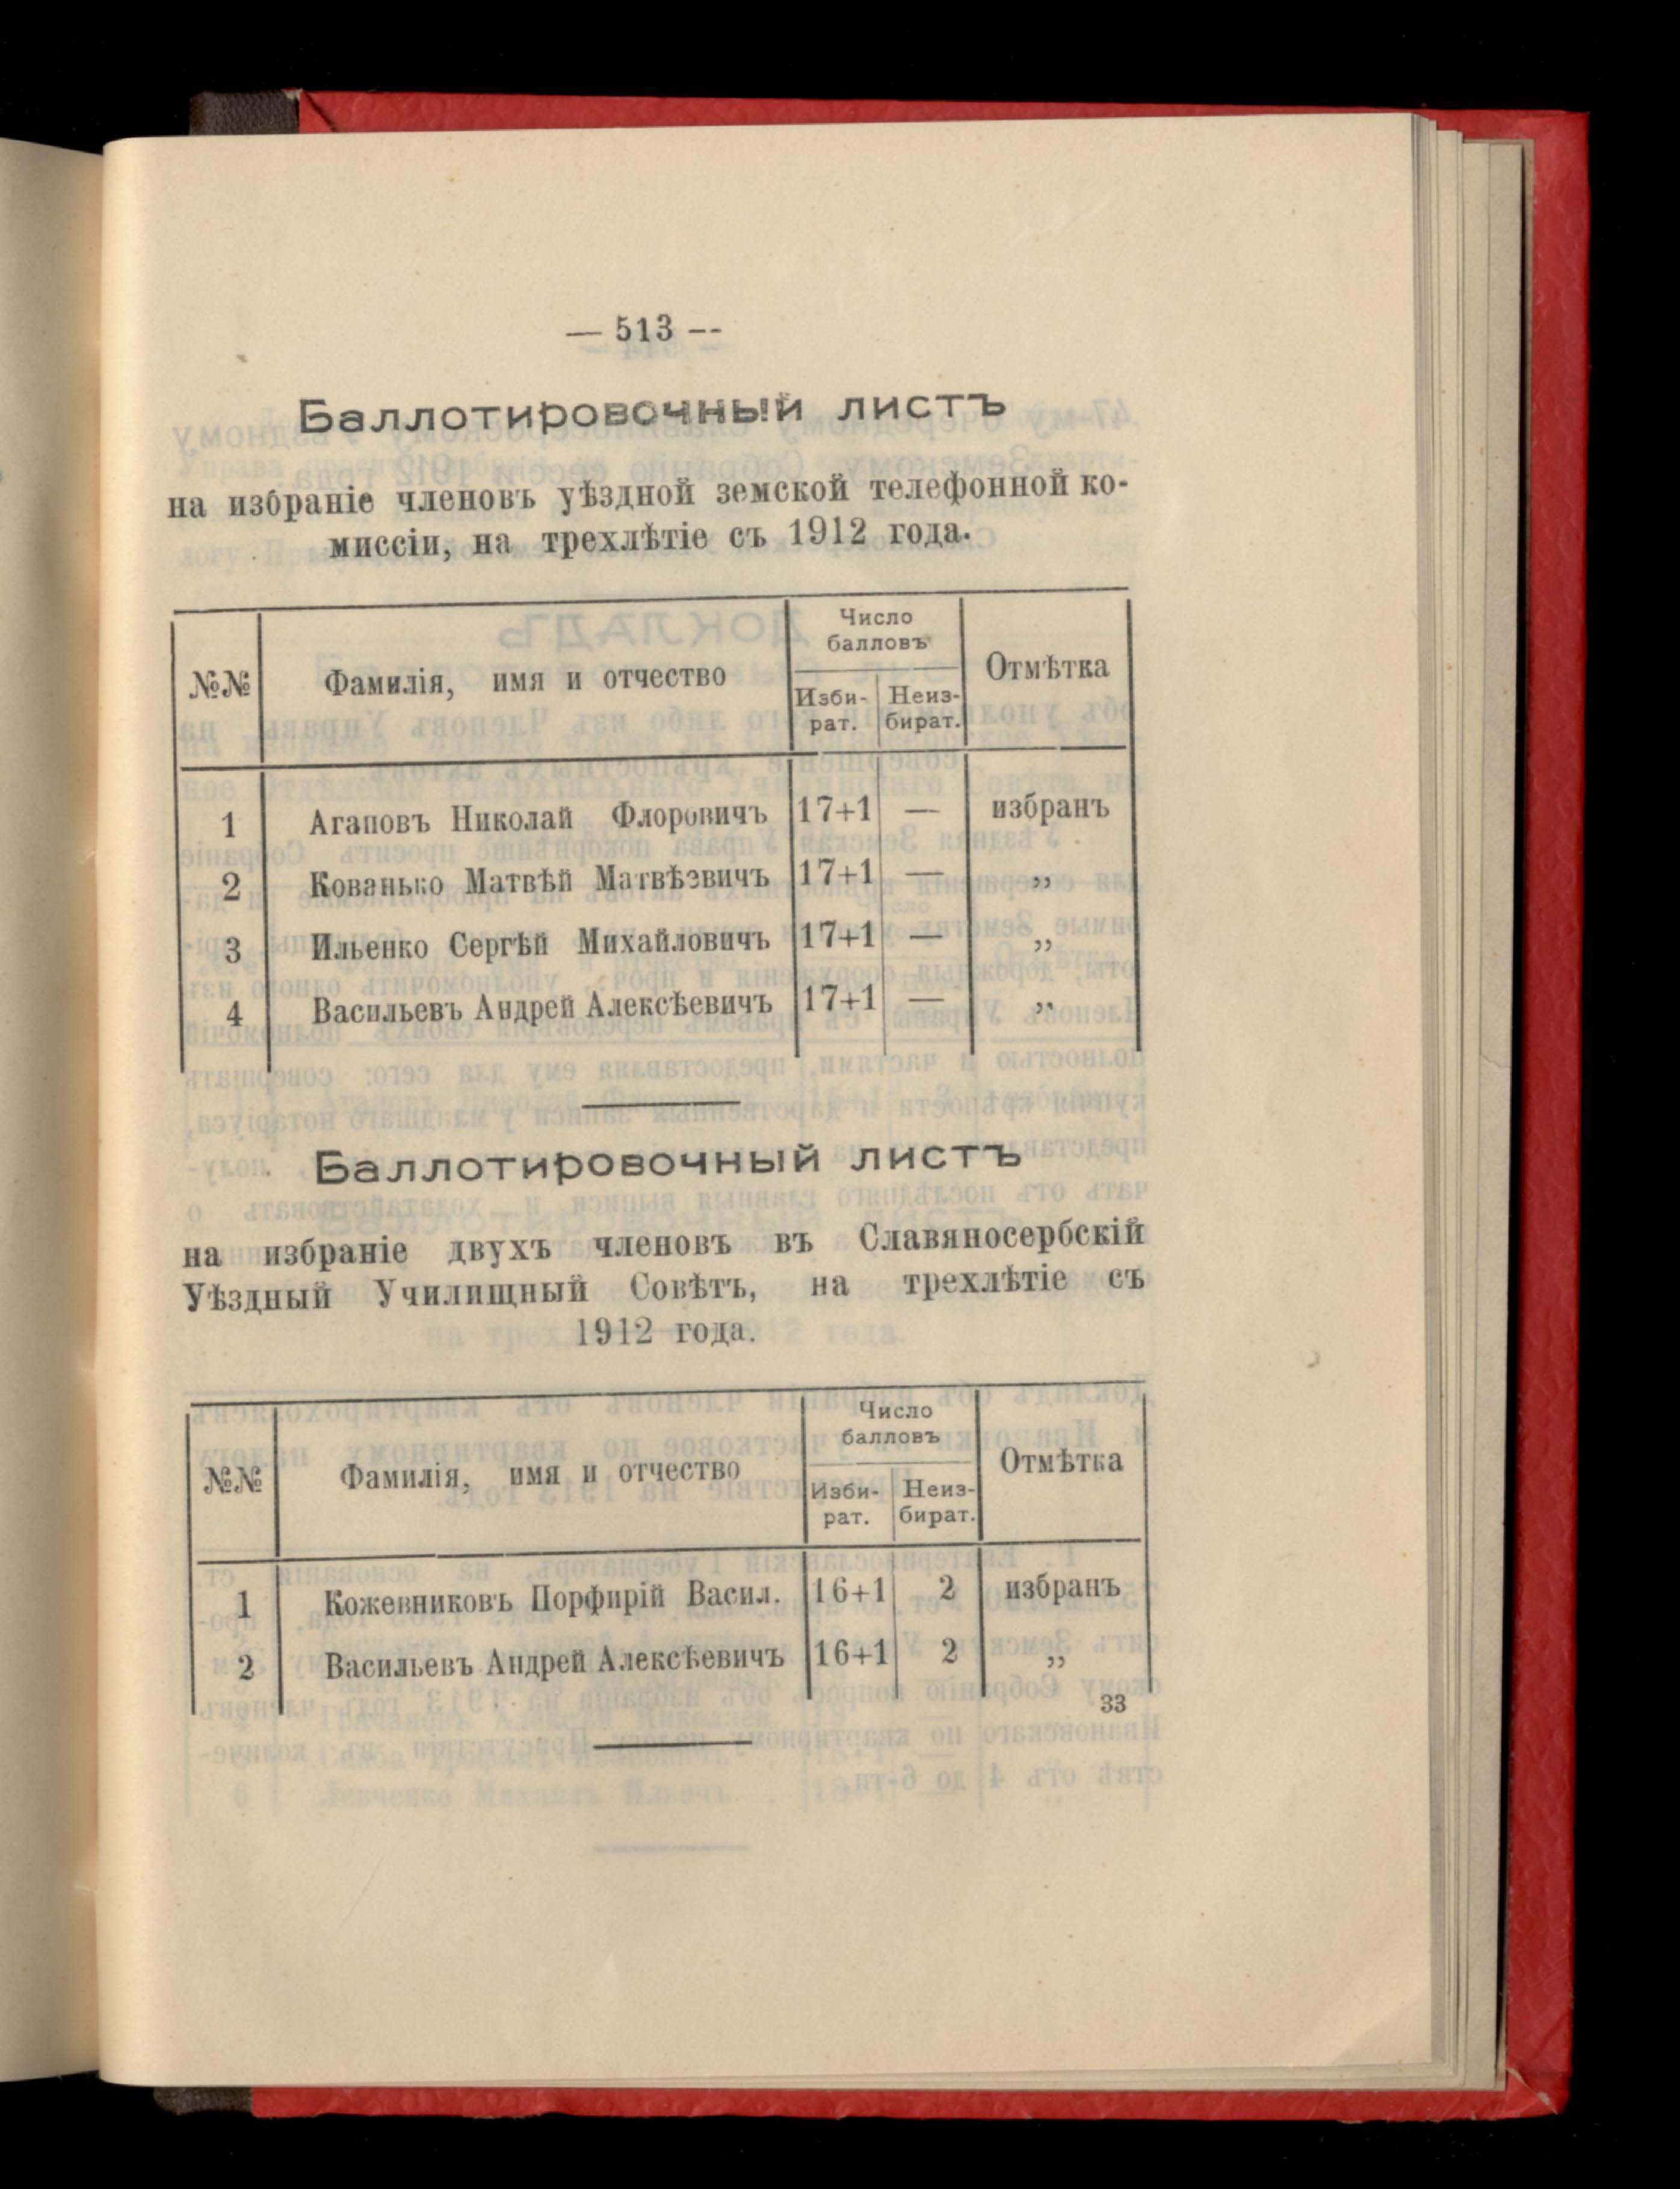 — 513 —
Баллотировочный листъ
на избраніе членовъ уѣздной земской телефонной ко-
миссіи, на трехлѣтіе съ 1912 года.
№№ Фамилія, имя и отчество Число балловъ Отмѣтка
Изби-рат. Неиз-бират.
1 Агаповъ Николай Флоровичъ 17+1 — избранъ
2 Кованько Матвѣй Матвѣевичъ 17+1 — „
3 Ильенко Сергѣй Михайловичъ 17+1 — „
4 Васильевъ Андрей Алексѣевичъ 17+1 — „
Баллотировочный листъ
на избраніе двухъ членовъ въ Славяносербскій
Уѣздный Училищный Совѣтъ, на трехлѣтіе съ
1912 года.
№№ Фамилія, имя и отчество Число балловъ Отмѣтка
Изби-рат. Неиз-бират.
1 Кожевниковъ Порфирій Васил. 16+1 2 избранъ
2 Васильевъ Андрей Алексѣевичъ 16+1 2 „
33